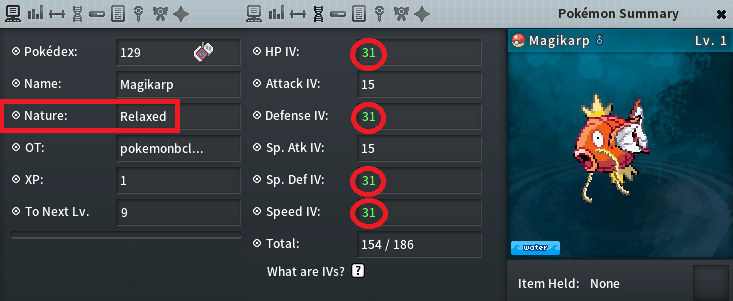 Pokémon Summary
Pokédex: 129
Name: Magikarp
Nature: Relaxed
OT: pokemonbcl...
XP: 1
To Next Lv. 9
HP IV: 31
Attack IV: 15
Defense IV: 31
Sp. Atk IV: 15
Sp. Def IV: 31
Speed IV: 31
Total: 154 / 186
What are IVs? ?
Magikarp ♂ Lv. 1
water
Item Held: None